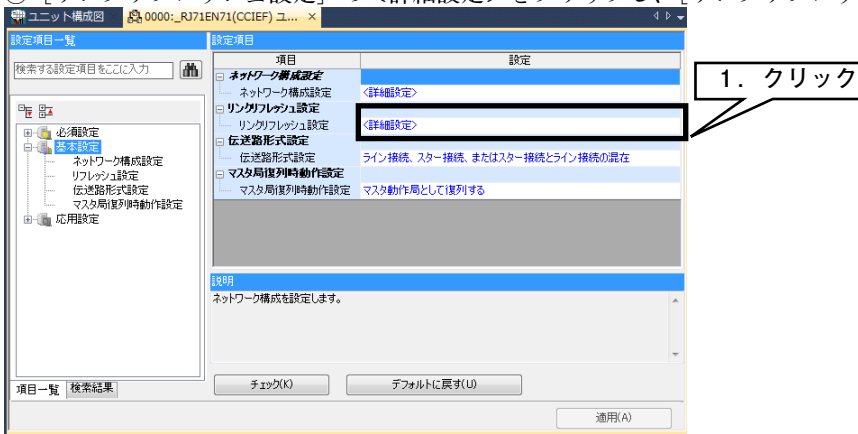 ユニット構成図
0000:_RJ71EN71(CCIEF) ユ... ×
設定項目一覧
検索する設定項目をここに入力
必須設定
基本設定
ネットワーク構成設定
リフレッシュ設定
伝送路形式設定
マスタ局復列時動作設定
応用設定
項目一覧
検索結果
設定項目
項目 設定
ネットワーク構成設定
ネットワーク構成設定 <詳細設定>
リンクリフレッシュ設定
リンクリフレッシュ設定 <詳細設定>
伝送路形式設定
伝送路形式設定 ライン接続、スター接続、またはスター接続とライン接続の混在
マスタ局復列時動作設定
マスタ局復列時動作設定 マスタ動作局として復列する
説明
ネットワーク構成を設定します。
チェック(K)
デフォルトに戻す(U)
適用(A)
1. クリック